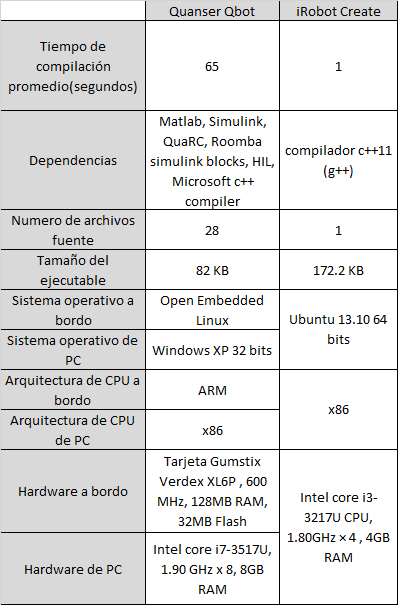 Quanser Qbot iRobot Create
Tiempo de
compilación
promedio(segundos)
65
1
Dependencias
Matlab, Simulink,
QuaRC, Roomba
simulink blocks, HIL,
Microsoft c++
compiler
compilador c++11
(g++)
Numero de archivos
fuente
28
1
Tamaño del
ejecutable
82 KB
172.2 KB
Sistema operativo a
bordo
Open Embedded
Linux
Ubuntu 13.10 64
bits
Sistema operativo de
PC
Windows XP 32 bits
Arquitectura de CPU a
bordo
ARM
x86
Arquitectura de CPU
de PC
x86
Hardware a bordo
Tarjeta Gumstix
Verdex XL6P , 600
MHz, 128MB RAM,
32MB Flash
Intel core i3-
3217U CPU,
1.80GHz × 4 , 4GB
RAM
Hardware de PC
Intel core i7-3517U,
1.90 GHz x 8, 8GB
RAM